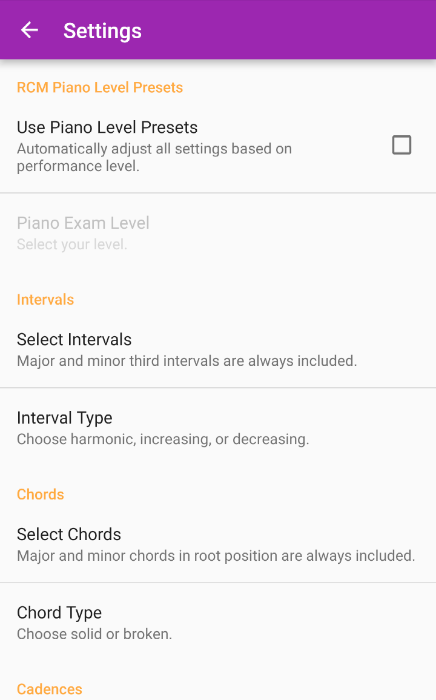 Settings
RCM Piano Level Presets
Use Piano Level Presets
Automatically adjust all settings based on
performance level.
Piano Exam Level
Select your level.
Intervals
Select Intervals
Major and minor third intervals are always included.
Interval Type
Choose harmonic, increasing, or decreasing.
Chords
Select Chords
Major and minor chords in root position are always included.
Chord Type
Choose solid or broken.
Cadences